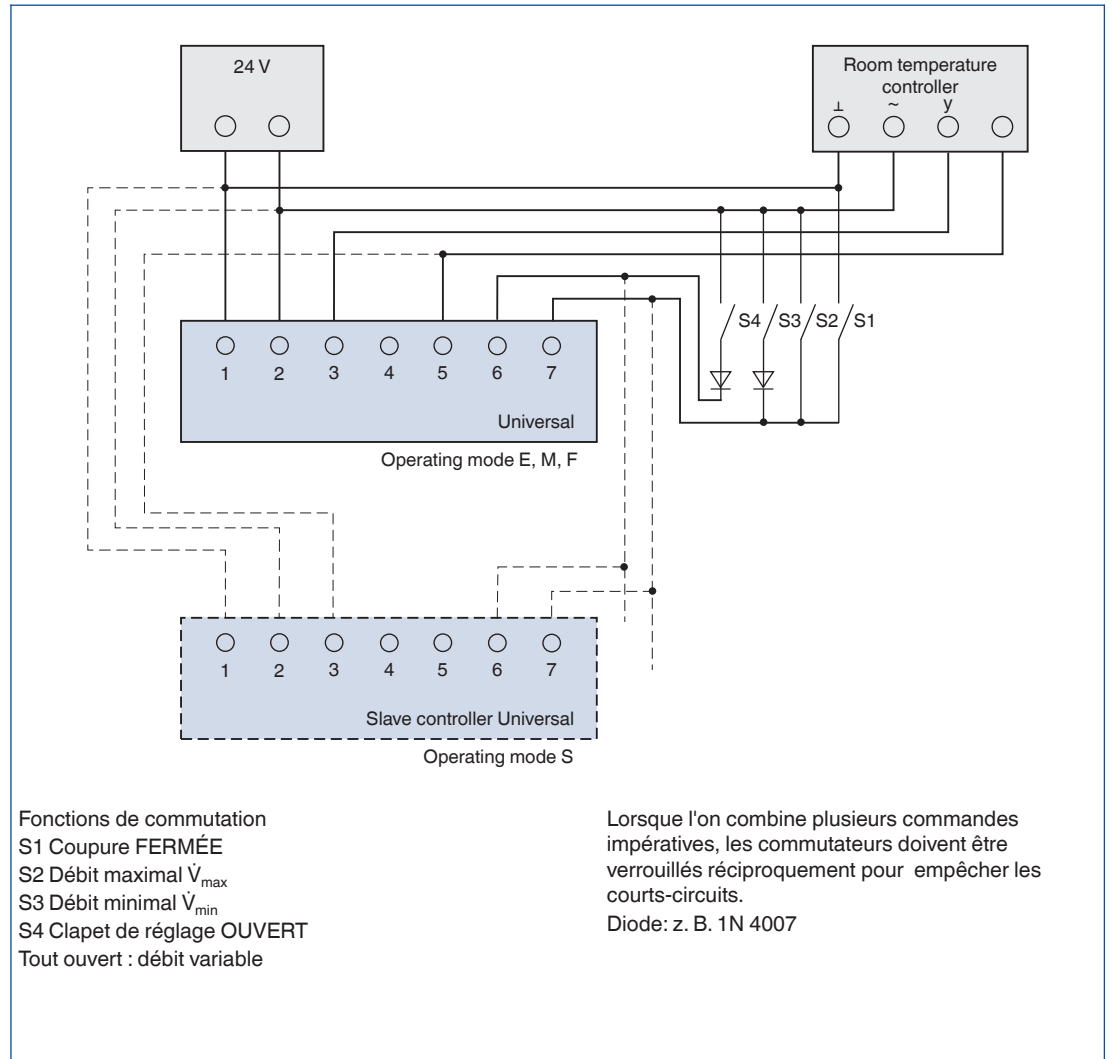 24 V
Room temperature
controller
⊥ ~ y
S4 S3 S2 S1
1 2 3 4 5 6 7
Universal
Operating mode E, M, F
1 2 3 4 5 6 7
Slave controller Universal
Operating mode S
Fonctions de commutation
S1 Coupure FERMÉE
S2 Débit maximal V̇max
S3 Débit minimal V̇min
S4 Clapet de réglage OUVERT
Tout ouvert : débit variable
Lorsque l'on combine plusieurs commandes
impératives, les commutateurs doivent être
verrouillés réciproquement pour empêcher les
courts-circuits.
Diode: z. B. 1N 4007